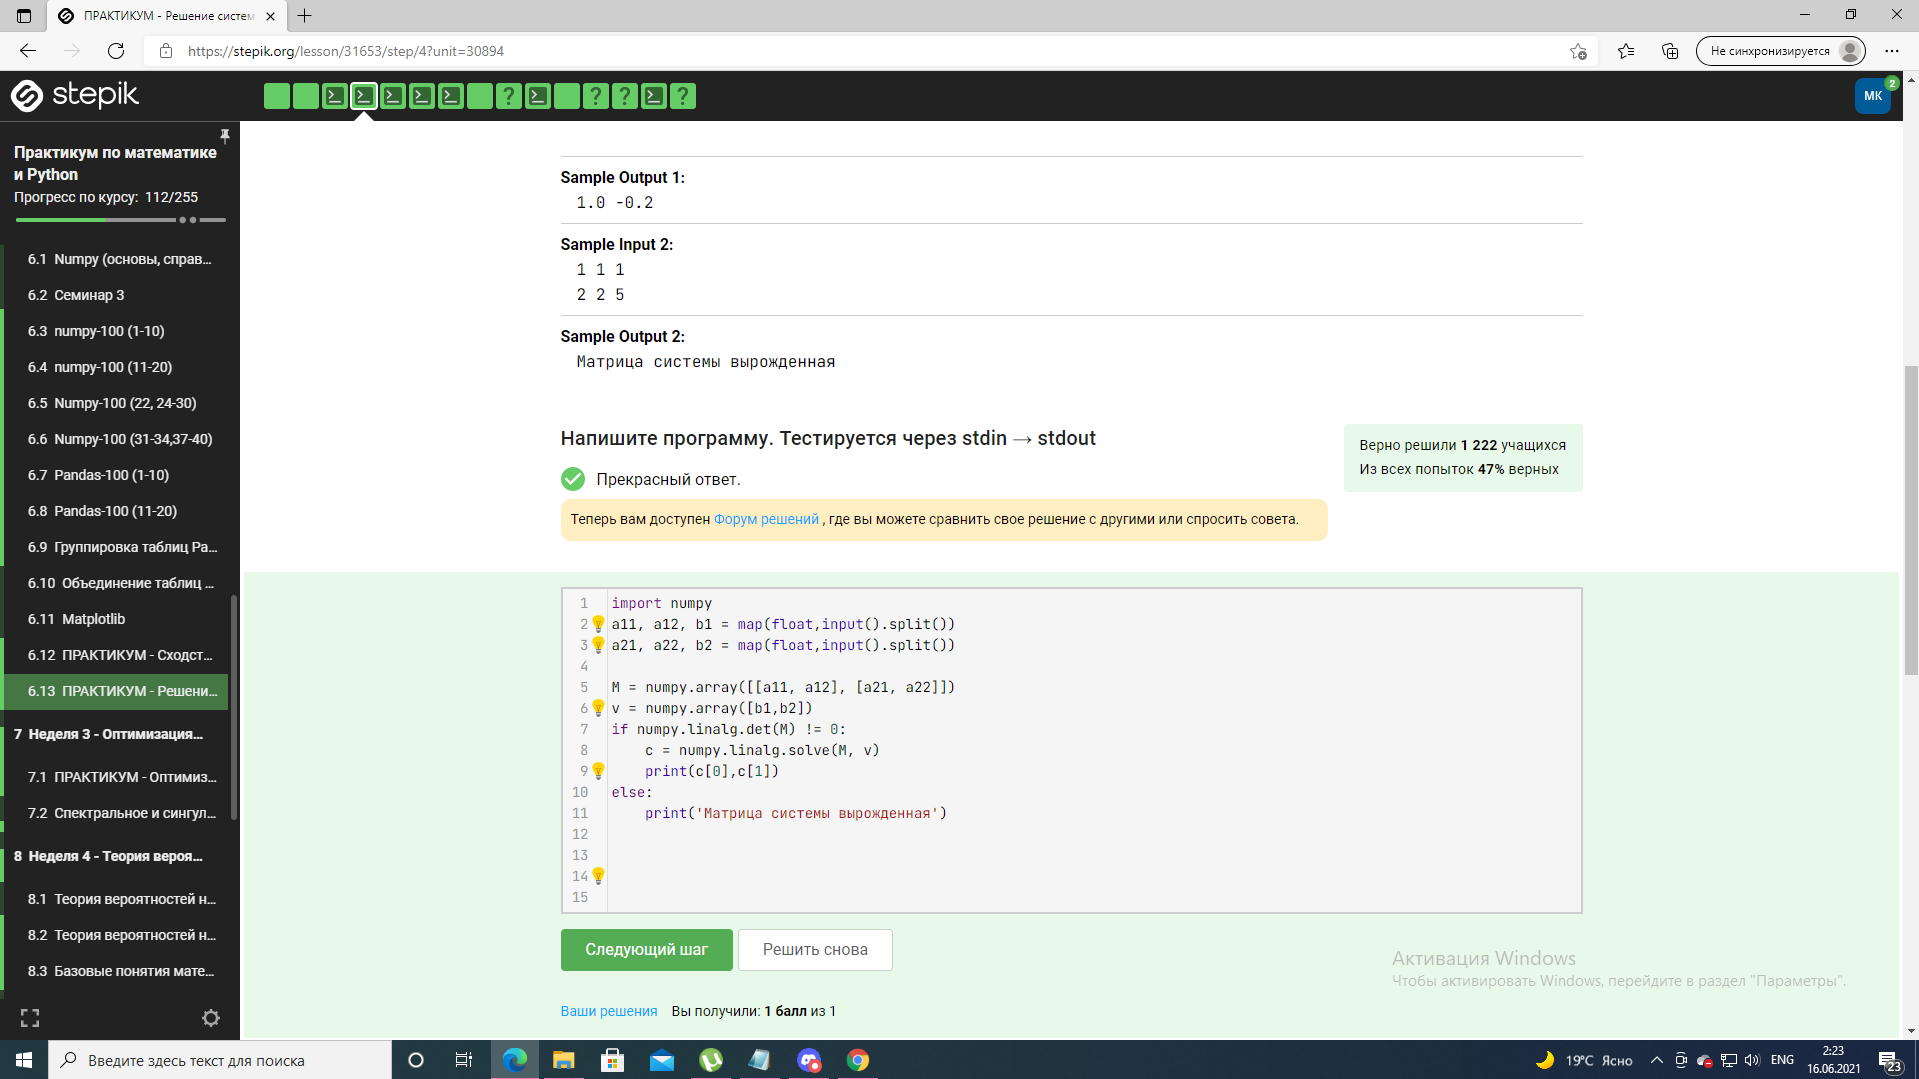 ПРАКТИКУМ - Решение систем
https://stepik.org/lesson/31653/step/4?unit=30894
Не синхронизируется
stepik
? ? ? ?
МК
2
Практикум по математике
и Python
Прогресс по курсу: 112/255
6.1 Numpy (основы, справ...
6.2 Семинар 3
6.3 numpy-100 (1-10)
6.4 numpy-100 (11-20)
6.5 Numpy-100 (22, 24-30)
6.6 Numpy-100 (31-34,37-40)
6.7 Pandas-100 (1-10)
6.8 Pandas-100 (11-20)
6.9 Группировка таблиц Pa...
6.10 Объединение таблиц ...
6.11 Matplotlib
6.12 ПРАКТИКУМ - Сходст...
6.13 ПРАКТИКУМ - Решени...
7 Неделя 3 - Оптимизация...
7.1 ПРАКТИКУМ - Оптимиз...
7.2 Спектральное и сингул...
8 Неделя 4 - Теория вероя...
8.1 Теория вероятностей н...
8.2 Теория вероятностей н...
8.3 Базовые понятия мате...
Sample Output 1:
1.0 -0.2
Sample Input 2:
1 1 1
2 2 5
Sample Output 2:
Матрица системы вырожденная
Напишите программу. Тестируется через stdin → stdout
Верно решили 1 222 учащихся
Из всех попыток 47% верных
Прекрасный ответ.
Теперь вам доступен Форум решений , где вы можете сравнить свое решение с другими или спросить совета.
1 import numpy
2 a11, a12, b1 = map(float,input().split())
3 a21, a22, b2 = map(float,input().split())
4
5 M = numpy.array([[a11, a12], [a21, a22]])
6 v = numpy.array([b1,b2])
7 if numpy.linalg.det(M) != 0:
8 c = numpy.linalg.solve(M, v)
9 print(c[0],c[1])
10 else:
11 print('Матрица системы вырожденная')
12
13
14
15
Следующий шаг
Решить снова
Активация Windows
Чтобы активировать Windows, перейдите в раздел "Параметры".
Ваши решения Вы получили: 1 балл из 1
Введите здесь текст для поиска
19°C Ясно
ENG
2:23
16.06.2021
23